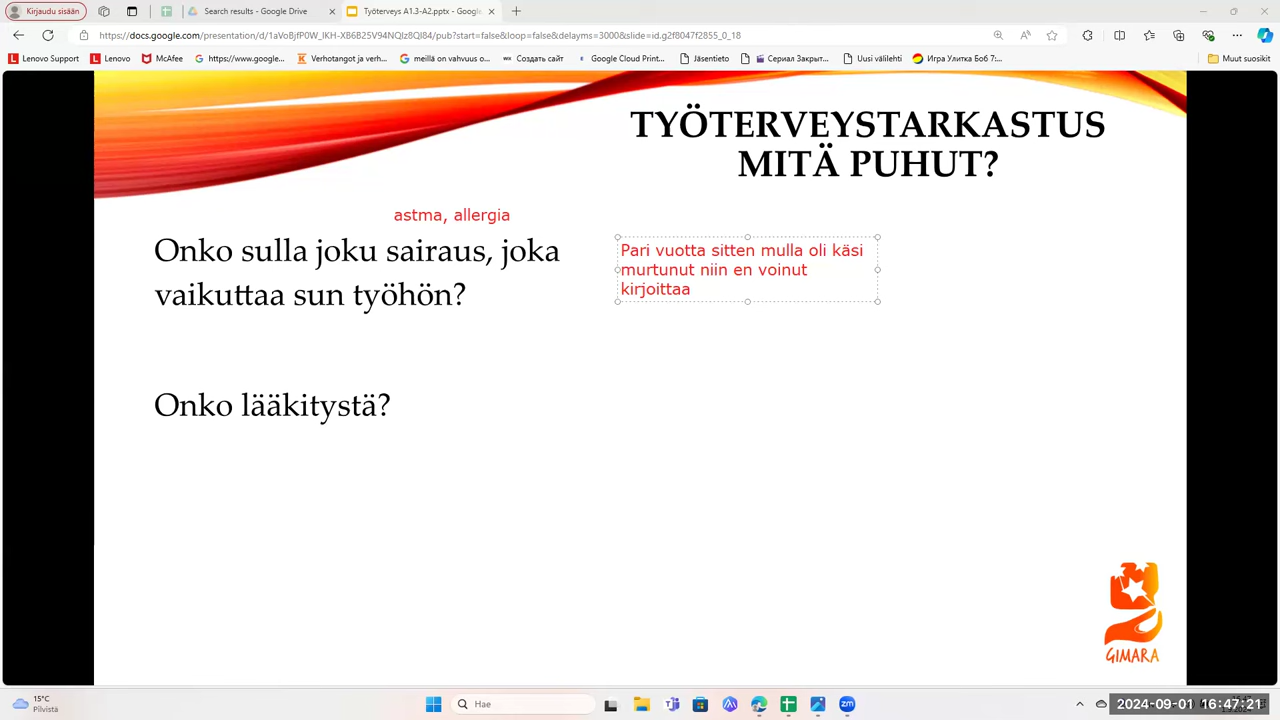 Kirjaudu sisään
Search results - Google Drive
Työterveys A1.3-A2.pptx - Google
https://docs.google.com/presentation/d/1aVoBjfP0W_IKH-XB6B25V94NQlz8Ql84/pub?start=false&loop=false&delayms=3000&slide=id.g2f8047f2855_0_18
Lenovo Support
Lenovo
McAfee
https://www.google...
Verhotangot ja verh...
meillä on vahvuus o...
Создать сайт
Google Cloud Print...
Jäsentieto
Сериал Закрыт...
Uusi välilehti
Игра Улитка Боб 7:...
Muut suosikit
TYÖTERVEYSTARKASTUS
MITÄ PUHUT?
astma, allergia
Onko sulla joku sairaus, joka
vaikuttaa sun työhön?
Pari vuotta sitten mulla oli käsi
murtunut niin en voinut
kirjoittaa
Onko lääkitystä?
GIMARA
15°C
Pilvistä
Hae
zm
2024-09-01 16:47:21